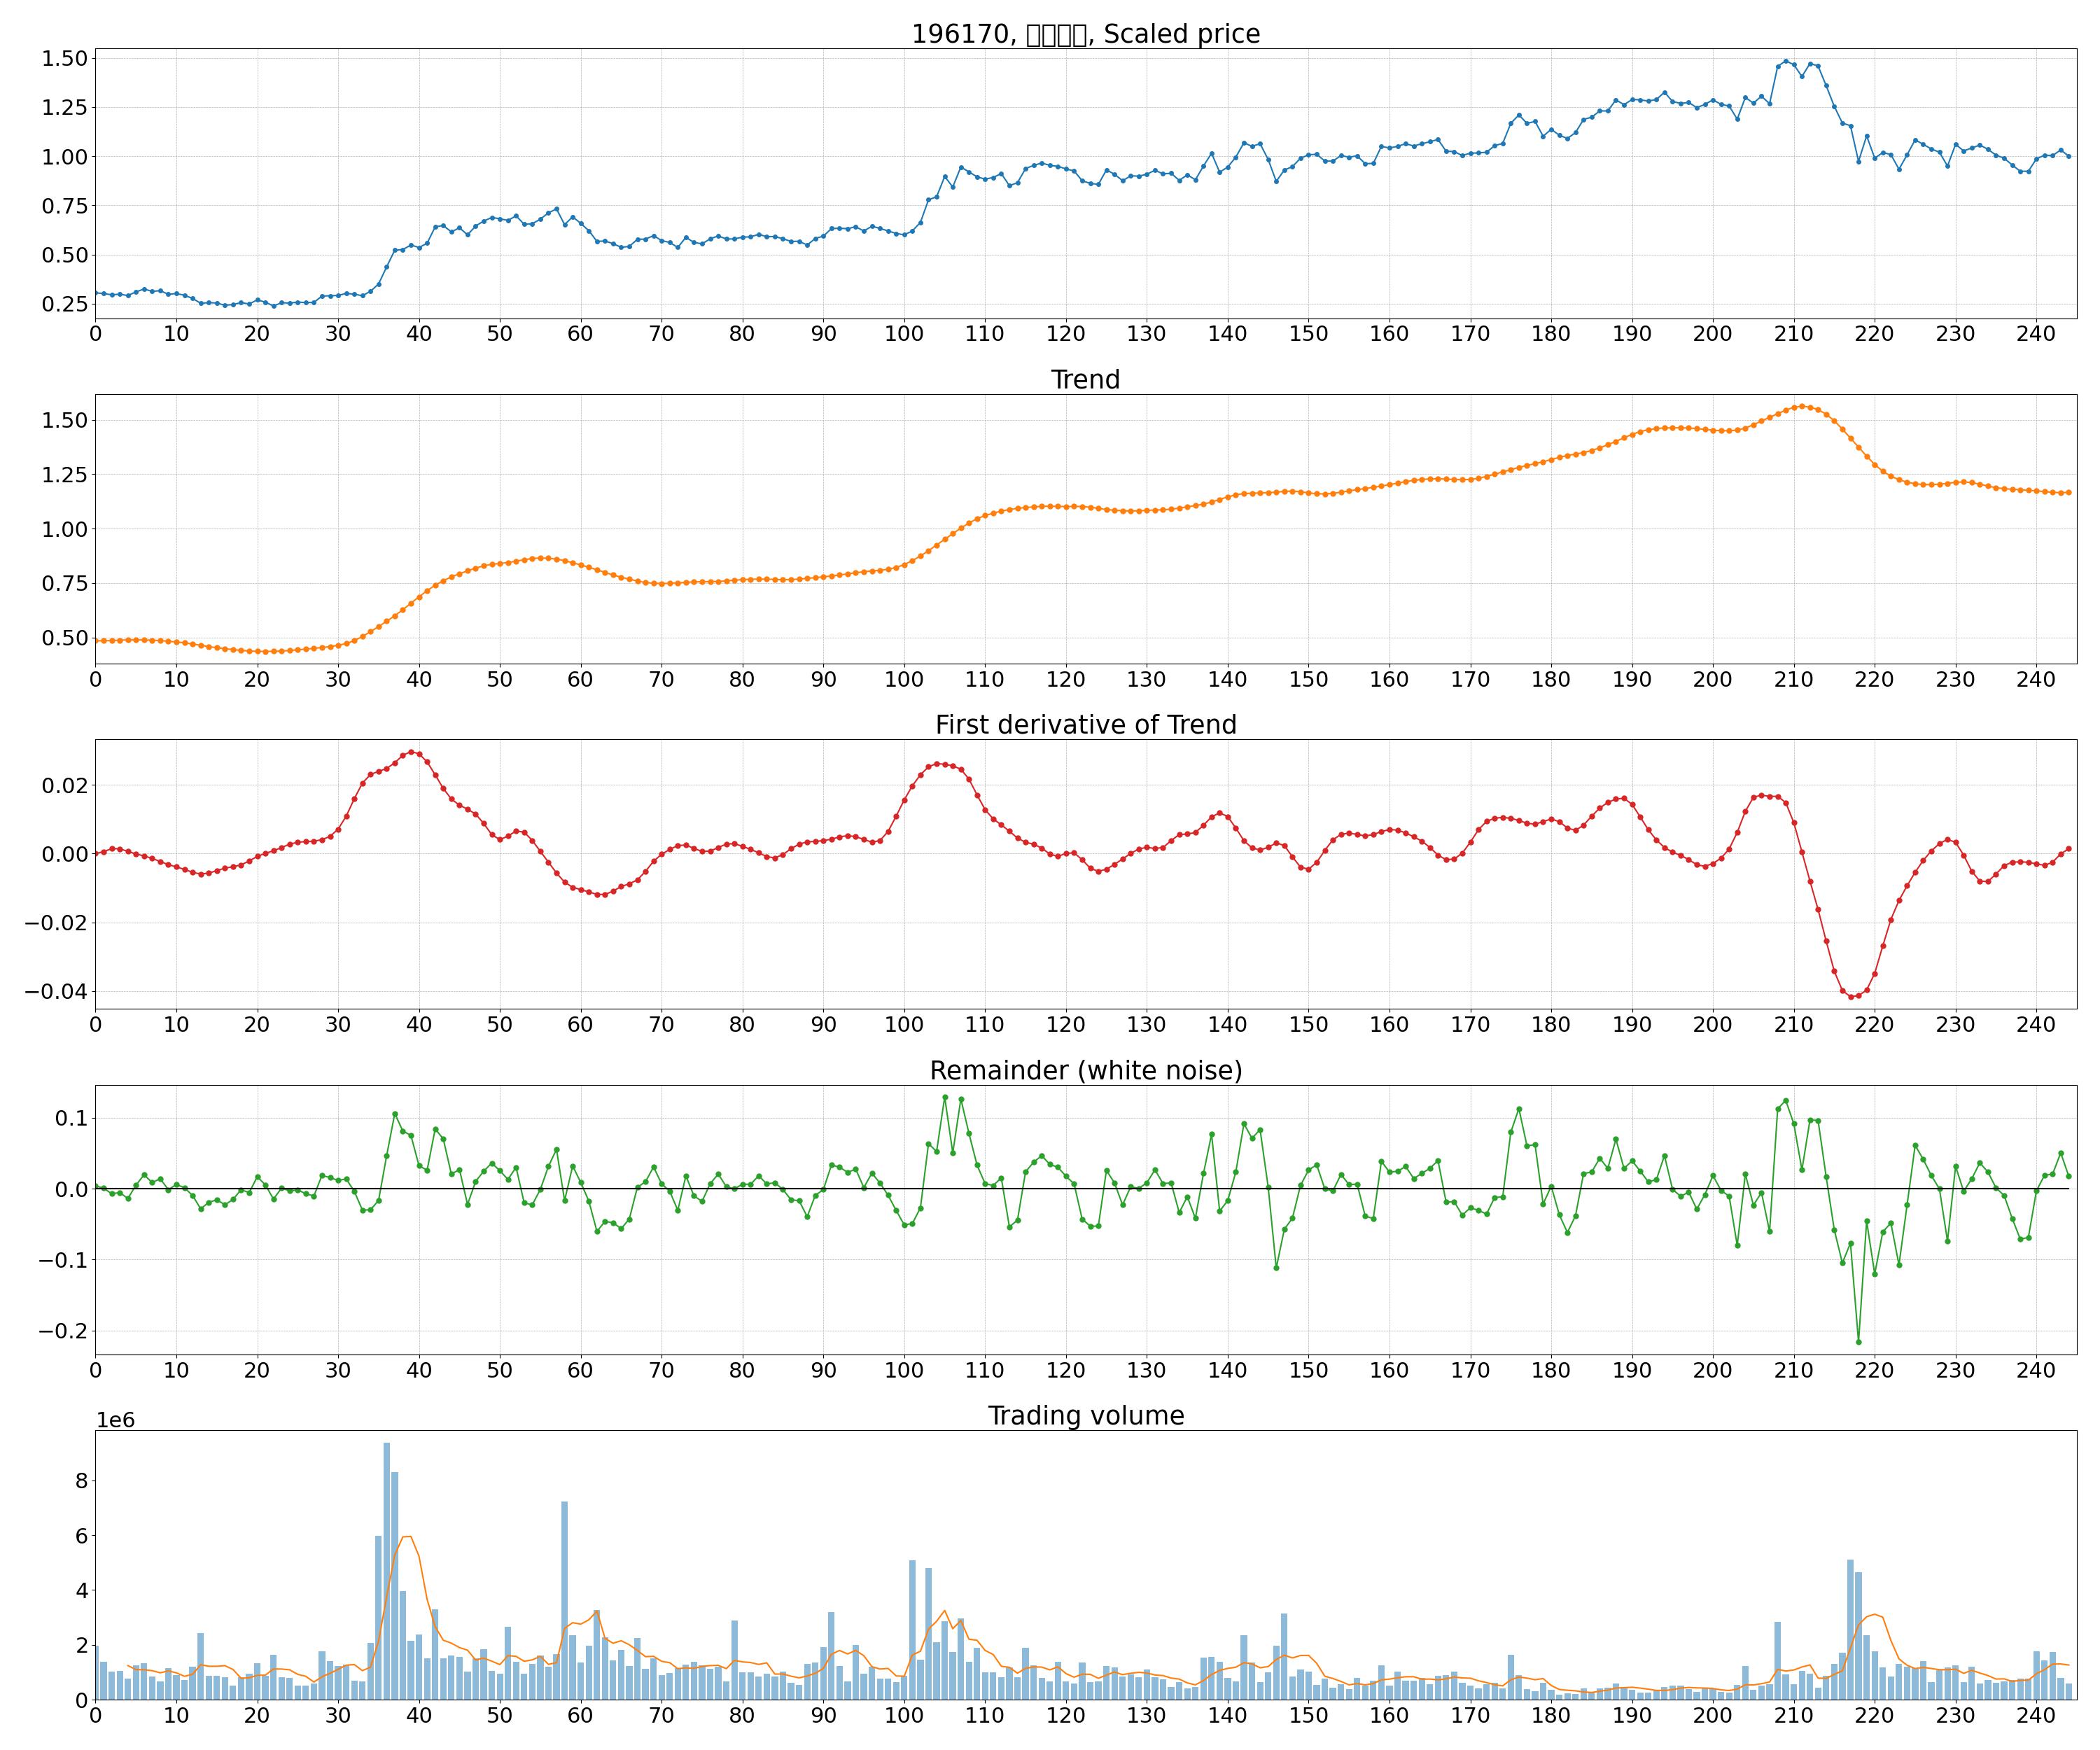 196170, , Scaled price
1.50
1.25
1.00
0.75
0.50
0.25
0 10 20 30 40 50 60 70 80 90 100 110 120 130 140 150 160 170 180 190 200 210 220 230 240
Trend
1.50
1.25
1.00
0.75
0.50
0 10 20 30 40 50 60 70 80 90 100 110 120 130 140 150 160 170 180 190 200 210 220 230 240
First derivative of Trend
0.02
0.00
−0.02
−0.04
0 10 20 30 40 50 60 70 80 90 100 110 120 130 140 150 160 170 180 190 200 210 220 230 240
Remainder (white noise)
0.1
0.0
−0.1
−0.2
0 10 20 30 40 50 60 70 80 90 100 110 120 130 140 150 160 170 180 190 200 210 220 230 240
Trading volume
1e6
8
6
4
2
0
0 10 20 30 40 50 60 70 80 90 100 110 120 130 140 150 160 170 180 190 200 210 220 230 240